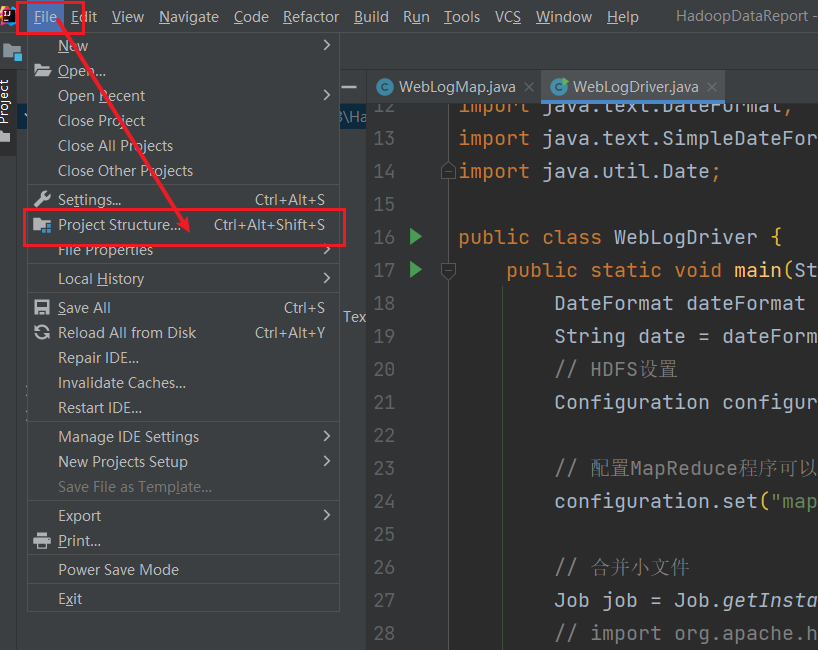 File Edit View Navigate Code Refactor Build Run Tools VCS Window Help HadoopDataReport -
New
Open...
Open Recent
Close Project
Close All Projects
Close Other Projects
Settings... Ctrl+Alt+S
Project Structure... Ctrl+Alt+Shift+S
File Properties
Local History
Save All Ctrl+S
Reload All from Disk Ctrl+Alt+Y
Repair IDE...
Invalidate Caches...
Restart IDE...
Manage IDE Settings
New Projects Setup
Save File as Template...
Export
Print...
Power Save Mode
Exit
Project
\Ha
Tex
WebLogMap.java WebLogDriver.java
12 import java.text.DateFormat;
13 import java.text.SimpleDateFor
14 import java.util.Date;
15
16 public class WebLogDriver {
17 public static void main(St
18 DateFormat dateFormat
19 String date = dateForm
20 // HDFS设置
21 Configuration configur
22
23 // 配置MapReduce程序可以
24 configuration.set("map
25
26 // 合并小文件
27 Job job = Job.getInsta
28 // import org.apache.h